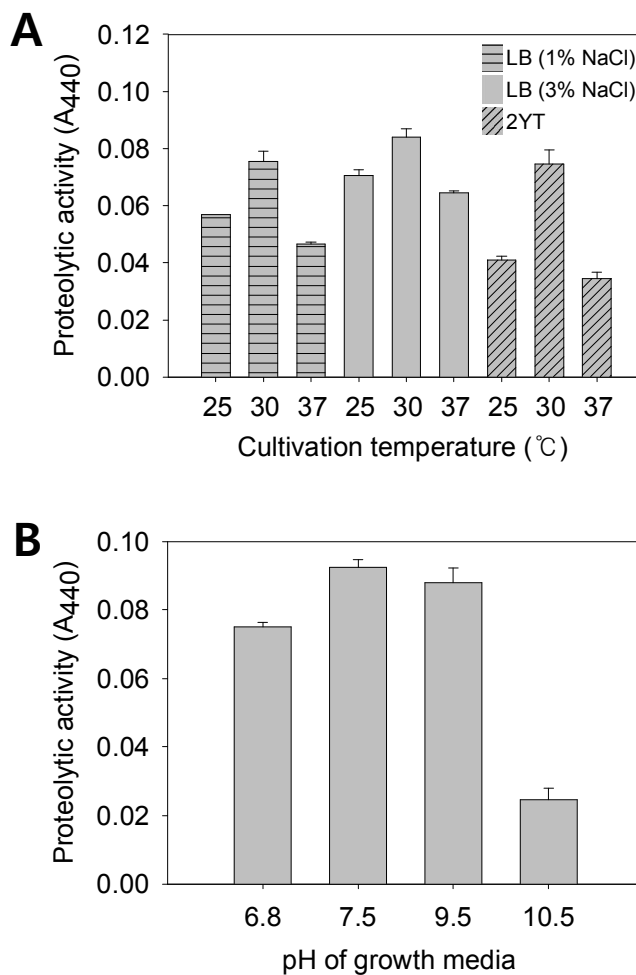 A
0.12
0.10
0.08
0.06
0.04
0.02
0.00
Proteolytic activity (A440)
LB (1% NaCl)
LB (3% NaCl)
2YT
25 30 37 25 30 37 25 30 37
Cultivation temperature (℃)
B
0.10
0.08
0.06
0.04
0.02
0.00
Proteolytic activity (A440)
6.8 7.5 9.5 10.5
pH of growth media